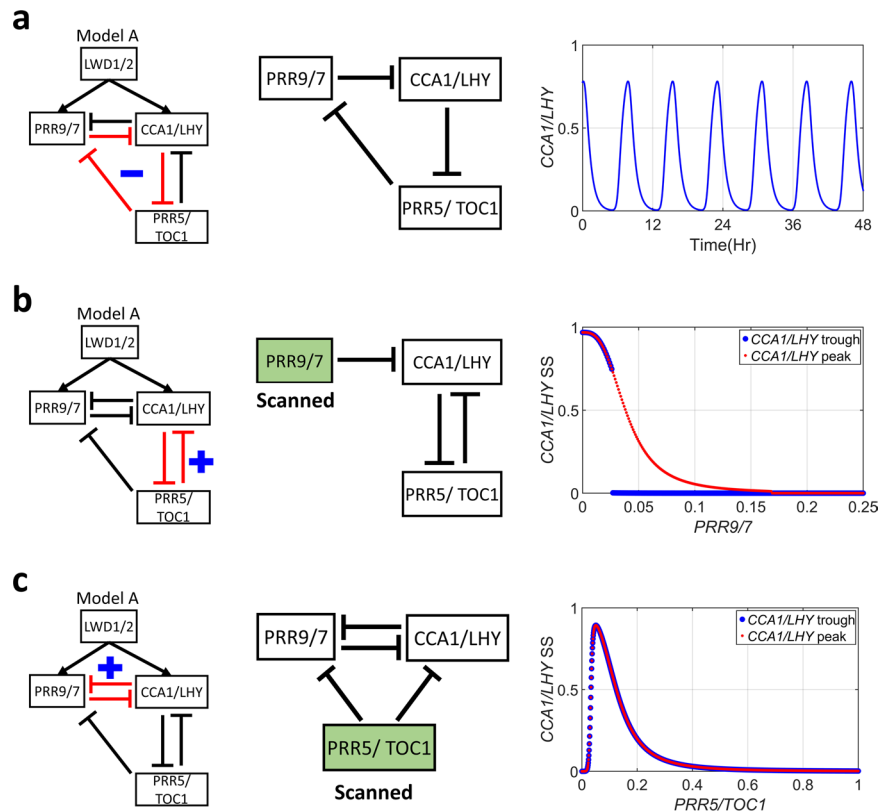 a
Model A
LWD1/2
PRR9/7
CCA1/LHY
PRR5/
TOC1
PRR9/7
CCA1/LHY
PRR5/ TOC1
CCA1/LHY
1
0.5
0
0
12
24
36
48
Time(Hr)
b
Model A
LWD1/2
PRR9/7
CCA1/LHY
PRR5/
TOC1
PRR9/7
Scanned
CCA1/LHY
PRR5/ TOC1
CCA1/LHY SS
1
0.5
0
CCA1/LHY trough
CCA1/LHY peak
0
0.05
0.1
0.15
0.2
0.25
PRR9/7
c
Model A
LWD1/2
PRR9/7
CCA1/LHY
PRR5/
TOC1
PRR9/7
CCA1/LHY
PRR5/ TOC1
Scanned
CCA1/LHY SS
1
0.5
0
CCA1/LHY trough
CCA1/LHY peak
0
0.2
0.4
0.6
0.8
1
PRR5/TOC1